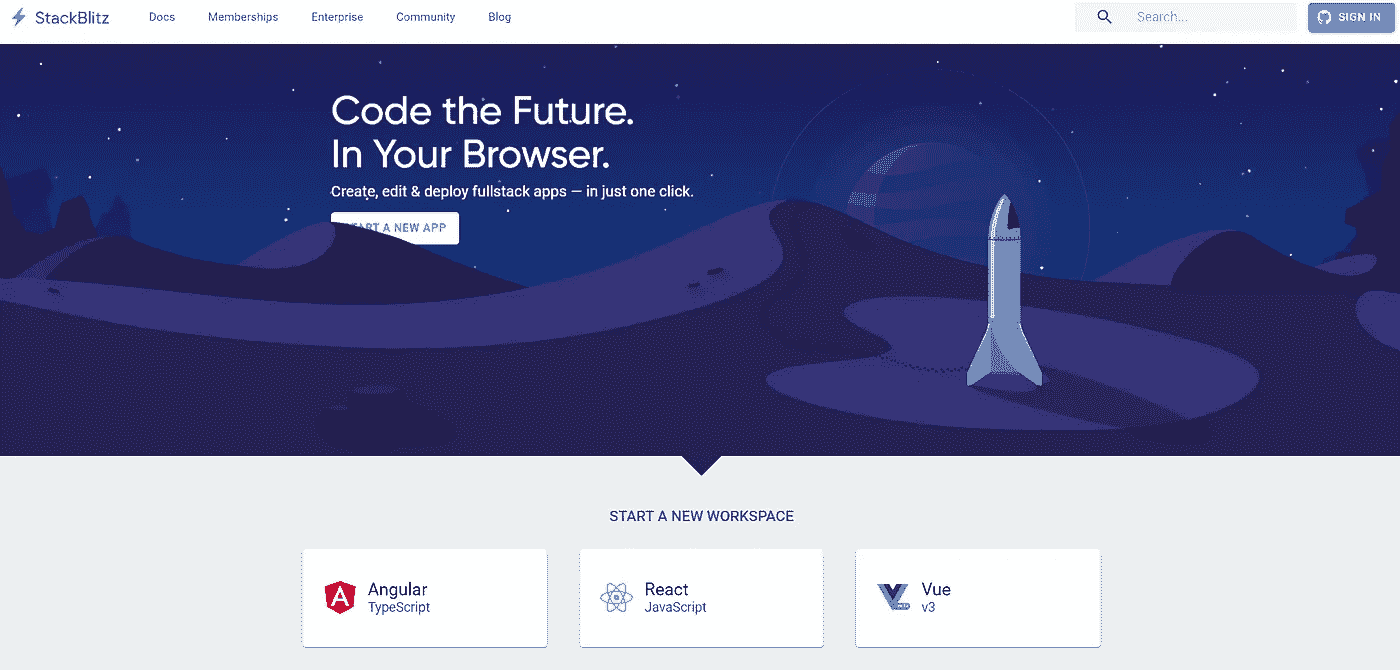 StackBlitz
Docs
Memberships
Enterprise
Community
Blog
Search...
SIGN IN
Code the Future.
In Your Browser.
Create, edit & deploy fullstack apps — in just one click.
A NEW APP
START A NEW WORKSPACE
Angular
TypeScript
React
JavaScript
Vue
v3